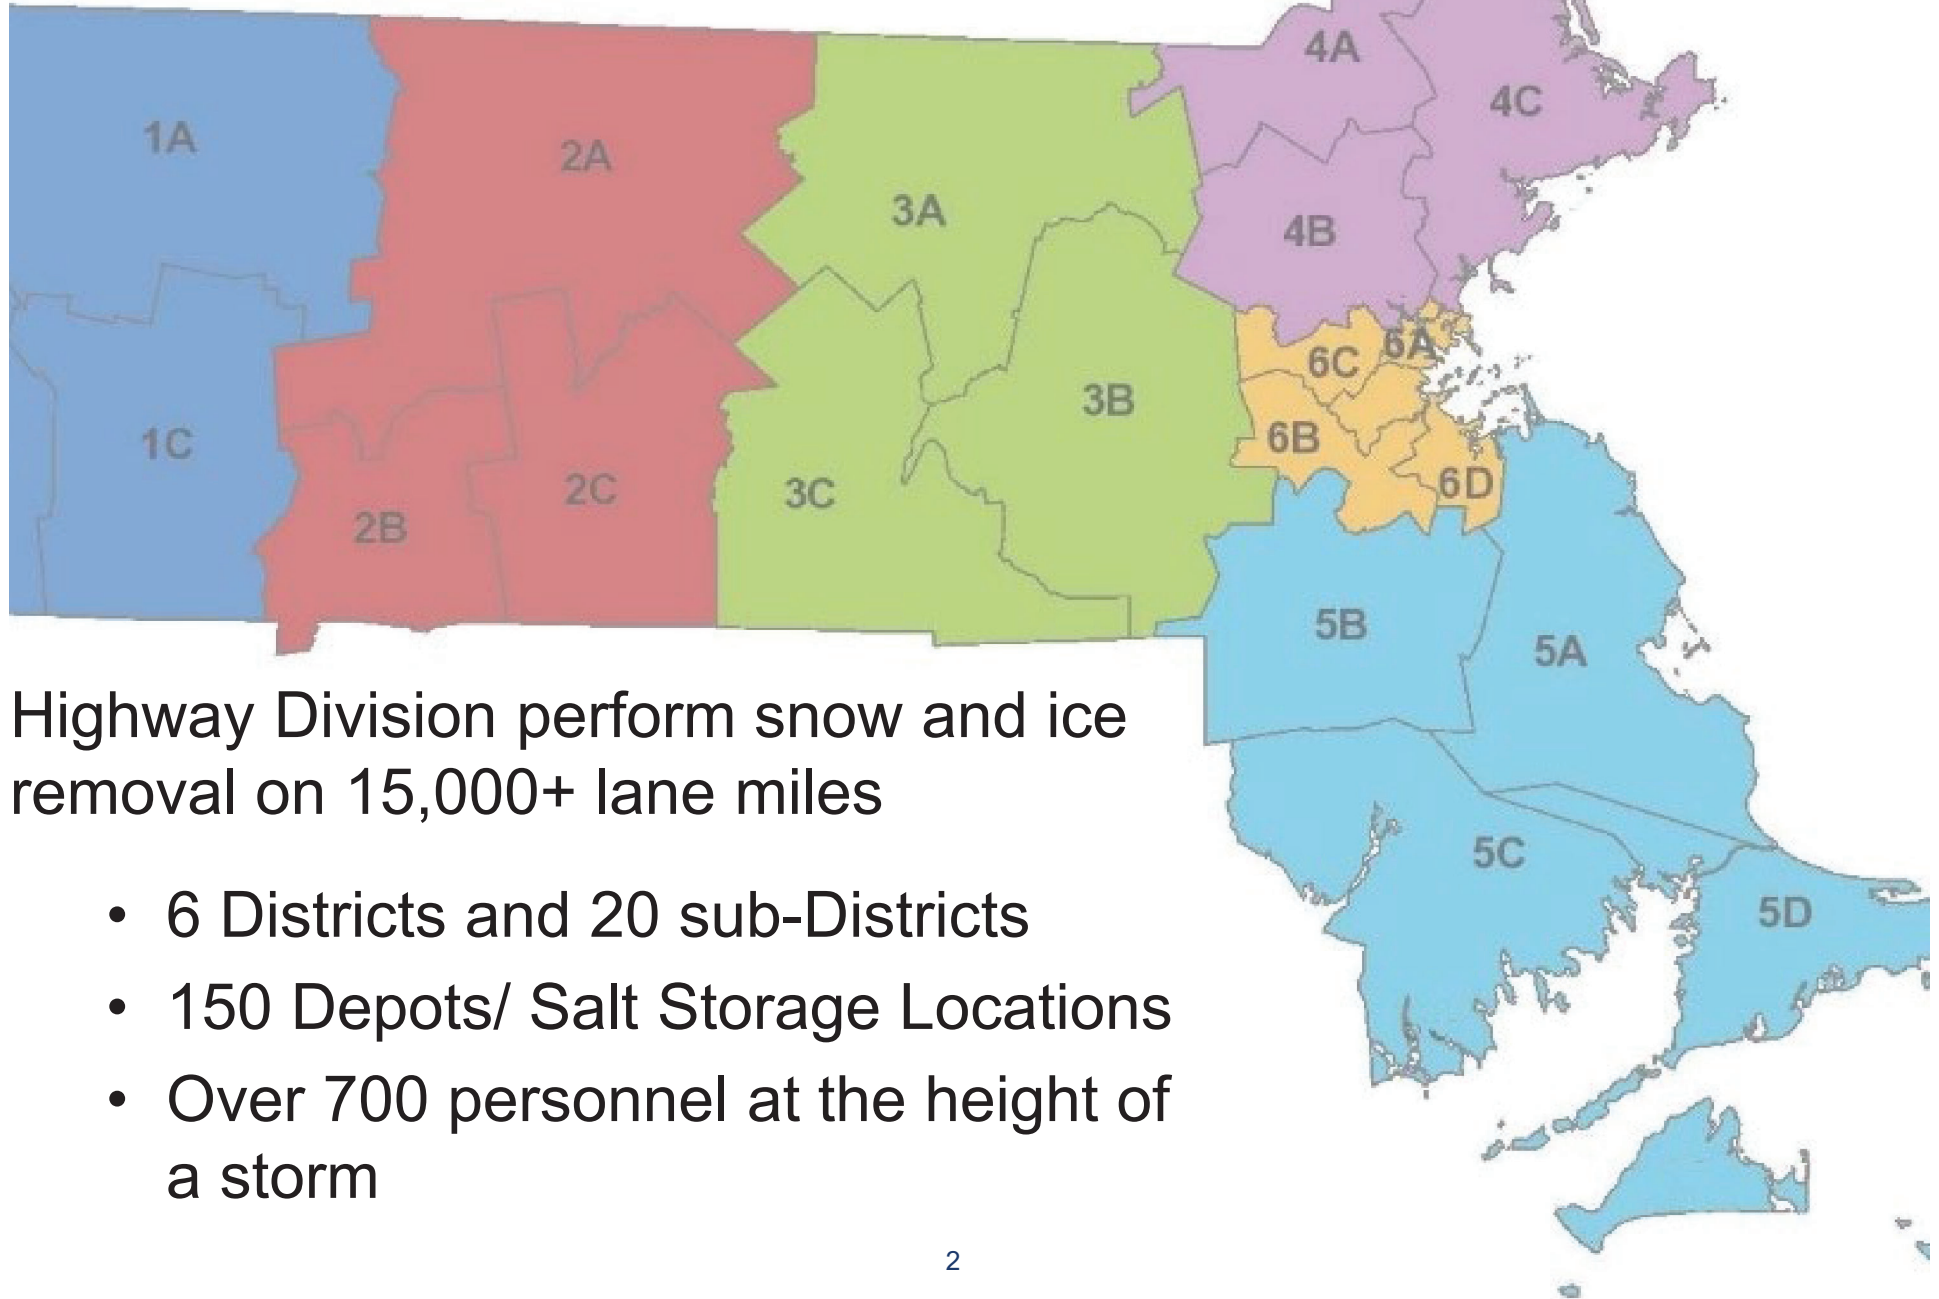 4A
4C
1A
2A
3A
4B
6A
6C
3B
6B
1C
6D
2C
3C
2B
5B
5A
Highway Division perform snow and ice
removal on 15,000+ lane miles
5C
• 6 Districts and 20 sub-Districts
5D
• 150 Depots/ Salt Storage Locations
• Over 700 personnel at the height of
a storm
2